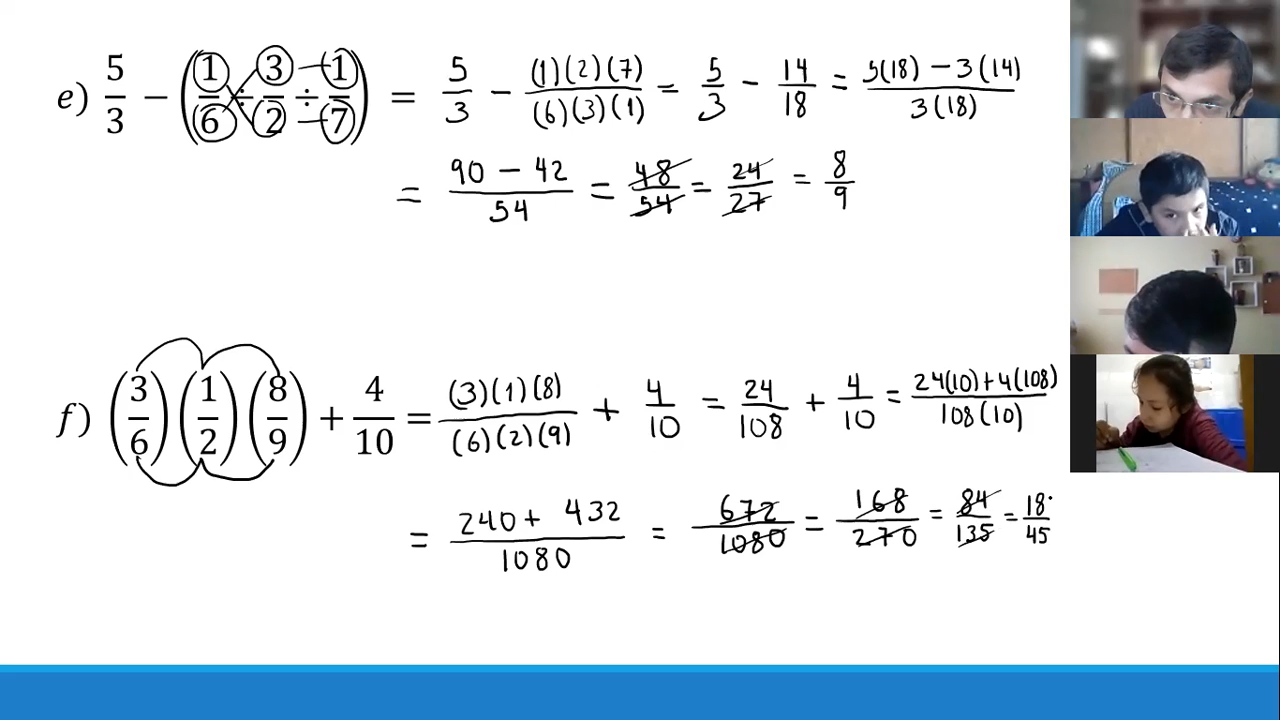 e) 5/3 − (1/6 ÷ 3/2 ÷ 1/7) = 5/3 − (1)(2)(7)/(6)(3)(1) = 5/3 − 14/18 = 5(18) − 3(14)/3(18)
= 90 − 42/54 = 48/54 = 24/27 = 8/9
f) (3/6)(1/2)(8/9) + 4/10 = (3)(1)(8)/(6)(2)(9) + 4/10 = 24/108 + 4/10 = 24(10)+4(108)/108(10)
= 240 + 432/1080 = 672/1080 = 168/270 = 84/135 = 18/45